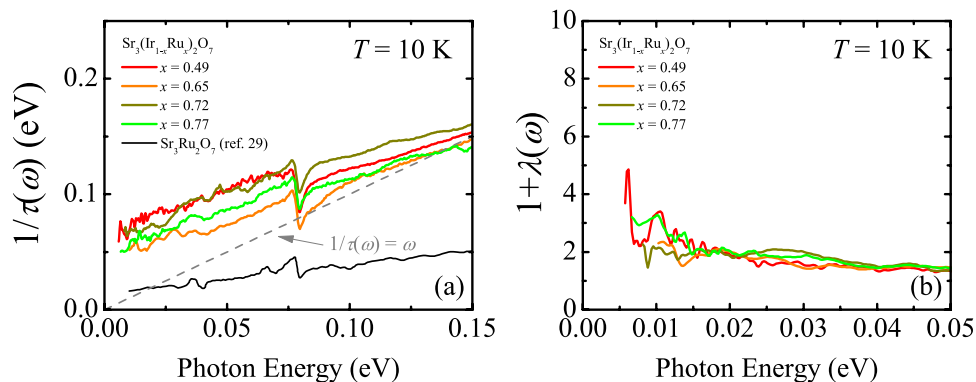 Sr₃(Ir₁₋ₓRuₓ)₂O₇
T = 10 K
x = 0.49
x = 0.65
x = 0.72
x = 0.77
Sr₃Ru₂O₇ (ref. 29)
1/τ(ω) = ω
(a)
1/τ(ω) (eV)
0.2
0.1
0.0
0.00 0.05 0.10 0.15
Photon Energy (eV)
Sr₃(Ir₁₋ₓRuₓ)₂O₇
T = 10 K
x = 0.49
x = 0.65
x = 0.72
x = 0.77
(b)
1+λ(ω)
10
8
6
4
2
0
0.00 0.01 0.02 0.03 0.04 0.05
Photon Energy (eV)